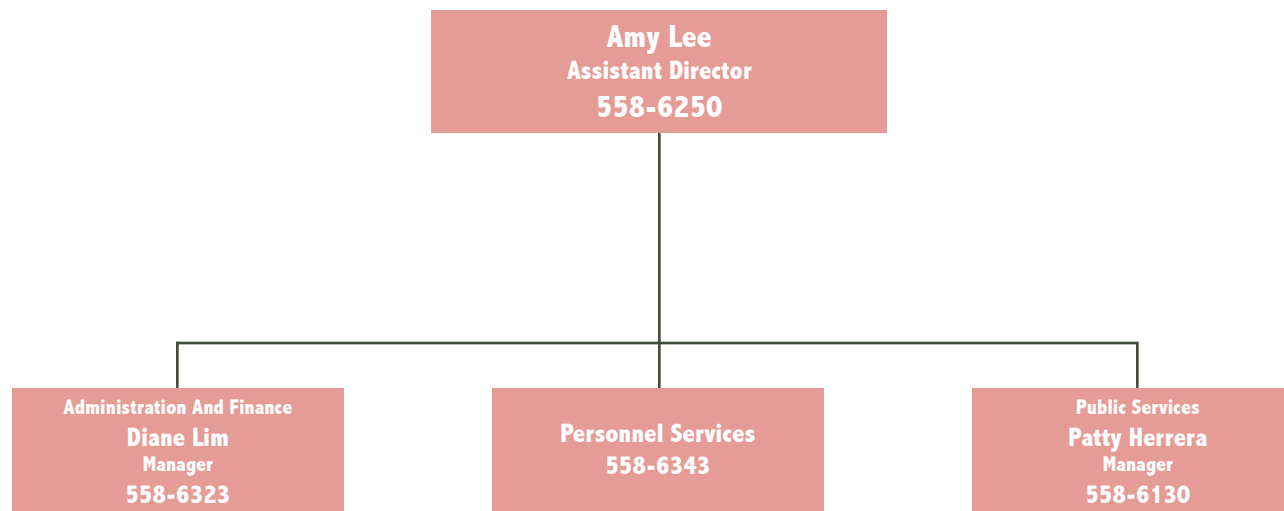 Amy Lee
Assistant Director
558-6250
Administration And Finance
Diane Lim
Manager
558-6323
Personnel Services
558-6343
Public Services
Patty Herrera
Manager
558-6130